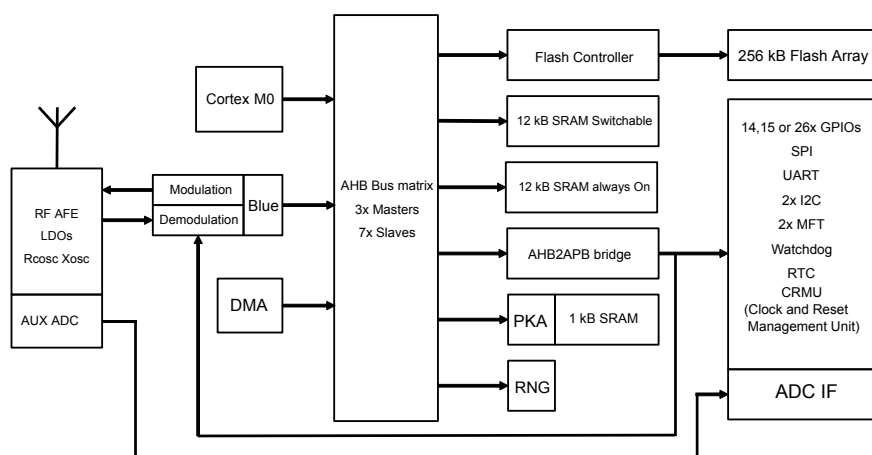 Flash Controller
256 kB Flash Array
Cortex M0
12 kB SRAM Switchable
14,15 or 26x GPIOs
SPI
UART
2x I2C
2x MFT
Watchdog
RTC
CRMU
(Clock and Reset
Management Unit)
Modulation
Demodulation
Blue
AHB Bus matrix
3x Masters
7x Slaves
12 kB SRAM always On
RF AFE
LDOs
Rcosc Xosc
AHB2APB bridge
DMA
PKA
1 kB SRAM
AUX ADC
RNG
ADC IF